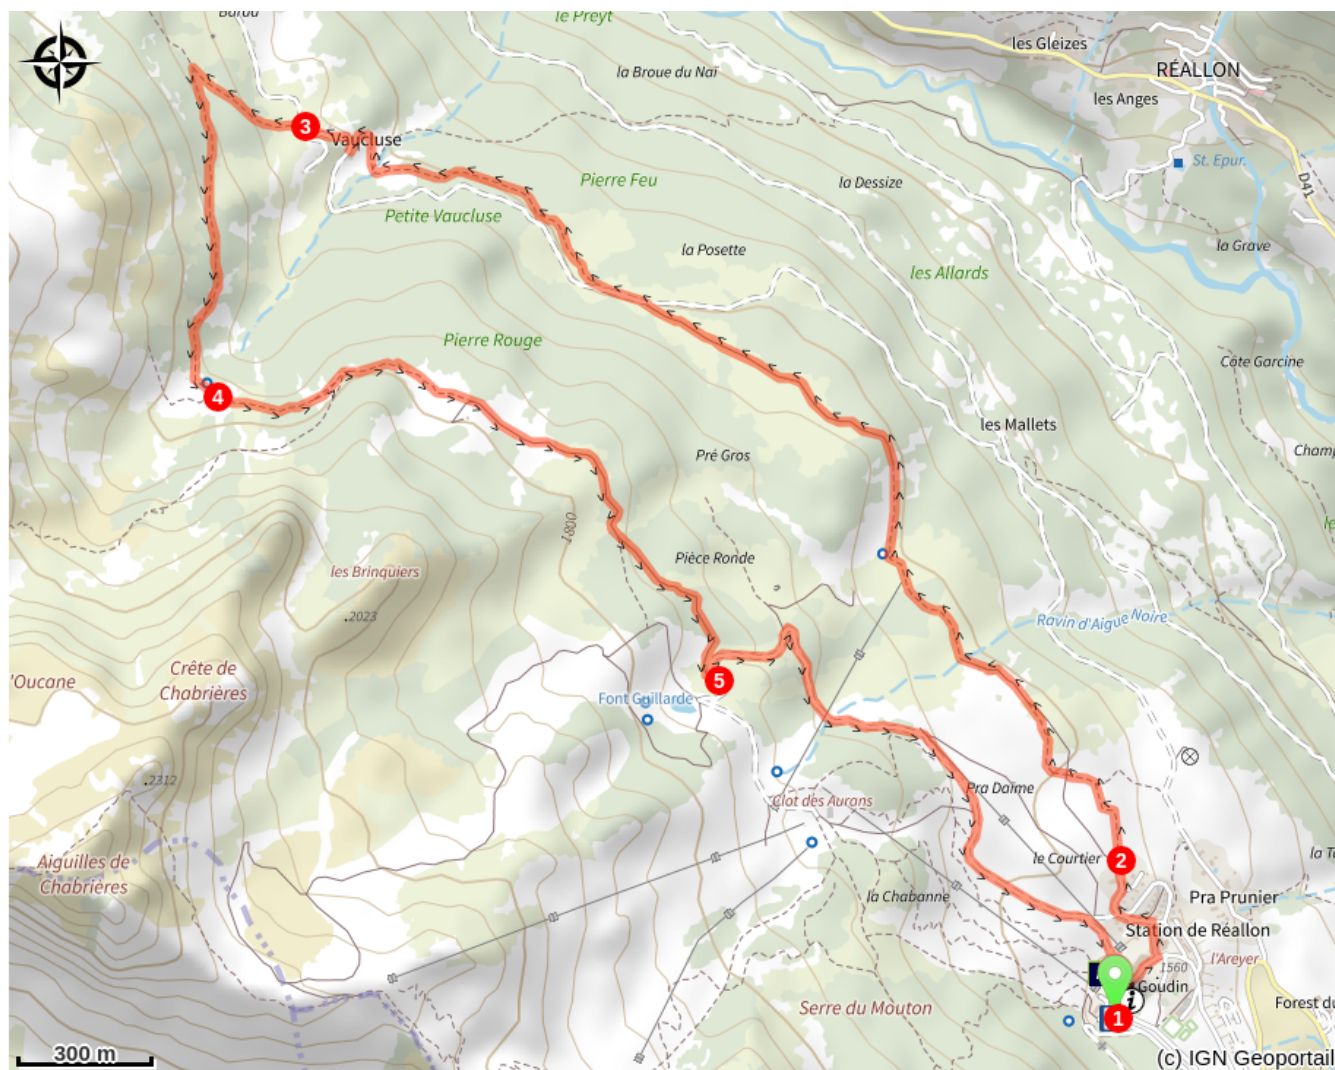 le Preyt
les Gleizes
RÉALLON
la Broue du Nai
les Anges
3
Vaucluse
St. Epur.
Pierre Feu
la Dessize
D41
Petite Vaucluse
la Posette
la Grave
les Allards
Pierre Rouge
Côte Garcine
4
les Mallets
Pré Gros
1800
Pièce Ronde
les Brinquiers
.2023
Ravin d'Aigue Noire
Crête de
Chabrières
'Oucane
5
Font Guillarde
.2312
Pra Daime
Clot des Aurans
Aiguilles de
Chabrières
le Courtier
2
la Chabanne
Pra Prunier
Station de Réallon
l'Areyer
.1560
Goudin
i
Serre du Mouton
1
Forest du
300 m
(c) IGN Geoportail